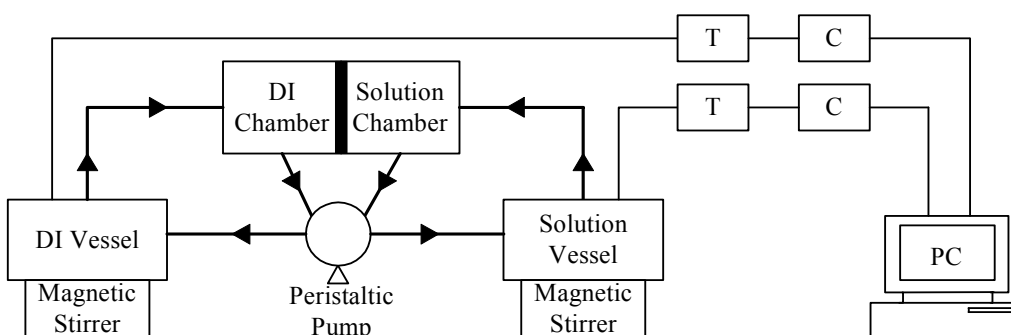 T
C
DI
Chamber
Solution
Chamber
T
C
DI Vessel
Solution
Vessel
PC
Magnetic
Stirrer
Peristaltic
Pump
Magnetic
Stirrer